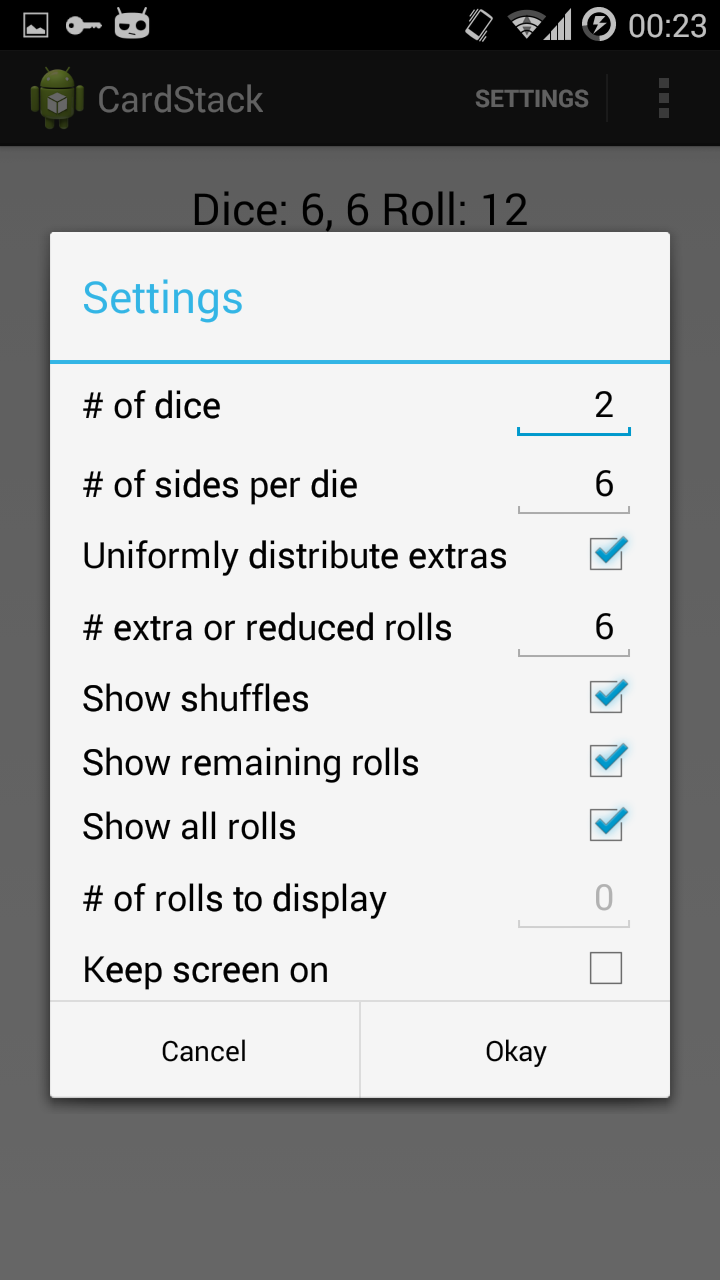 00:23
CardStack SETTINGS
Dice: 6, 6 Roll: 12
Settings
# of dice 2
# of sides per die 6
Uniformly distribute extras
# extra or reduced rolls 6
Show shuffles
Show remaining rolls
Show all rolls
# of rolls to display 0
Keep screen on
Cancel Okay